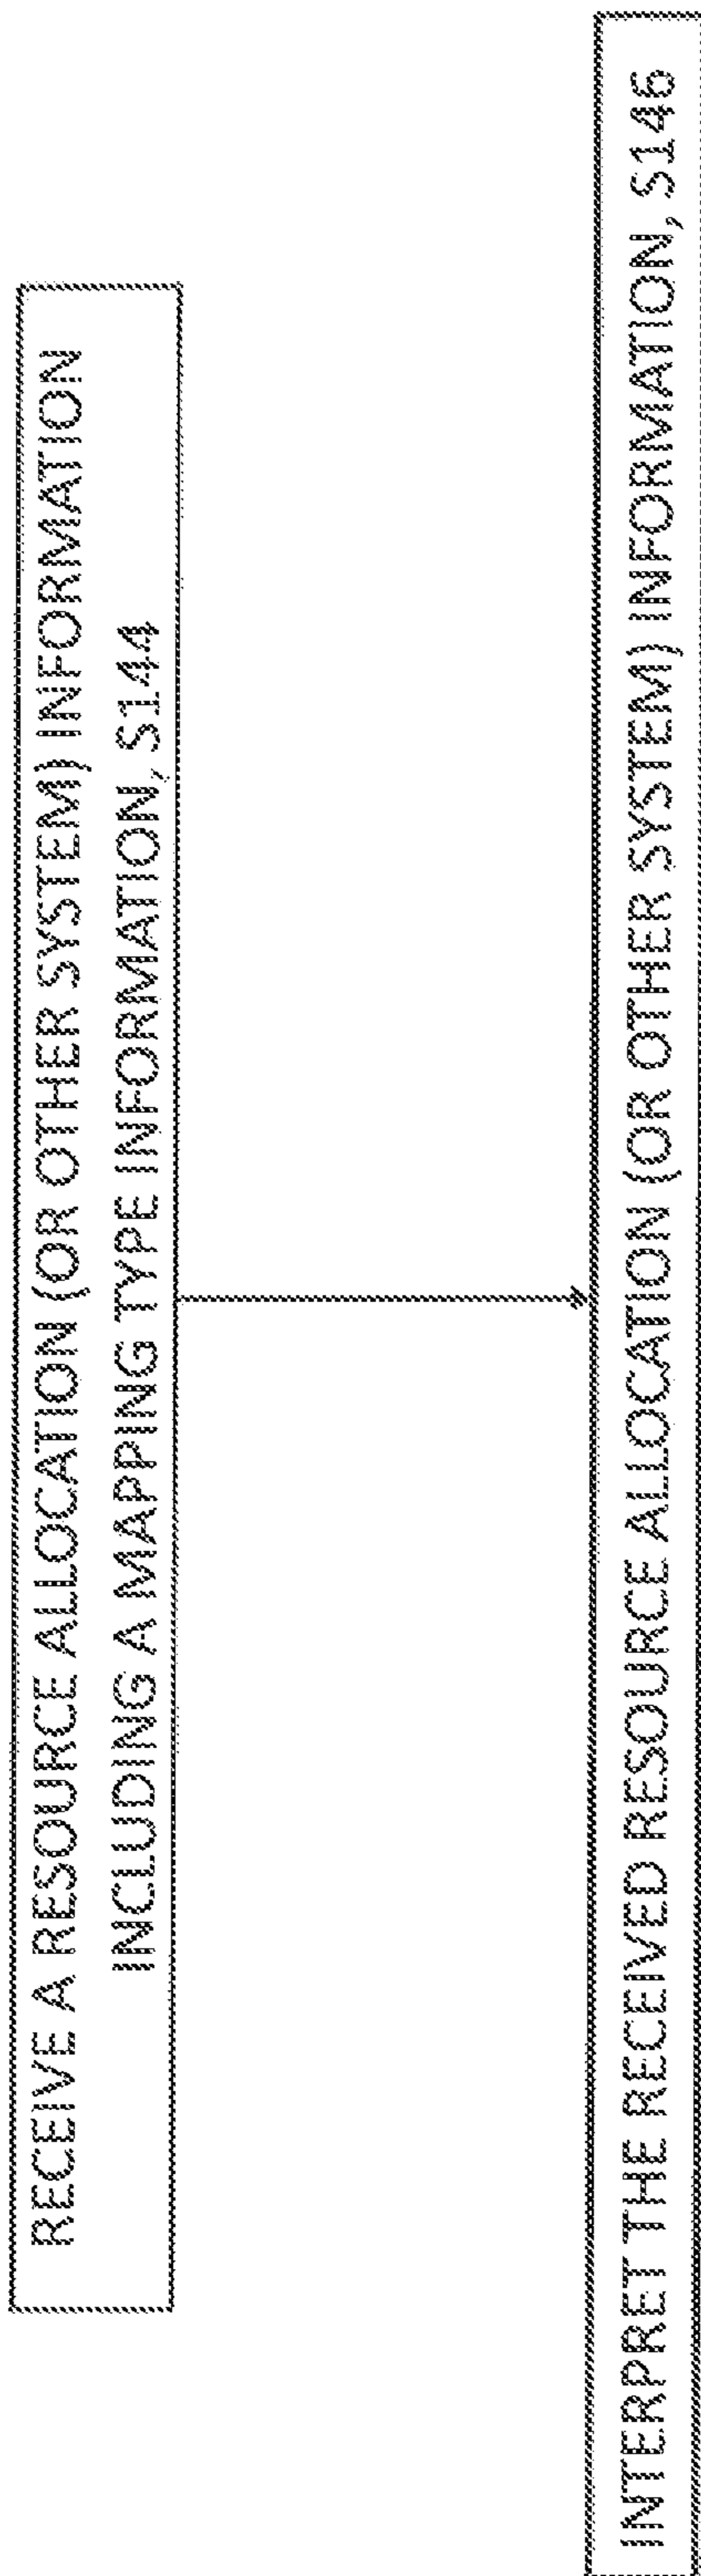 RECEIVE A RESOURCE ALLOCATION (OR OTHER SYSTEM) INFORMATION
INCLUDING A MAPPING TYPE INFORMATION, S144
INTERPRET THE RECEIVED RESOURCE ALLOCATION (OR OTHER SYSTEM) INFORMATION, S146